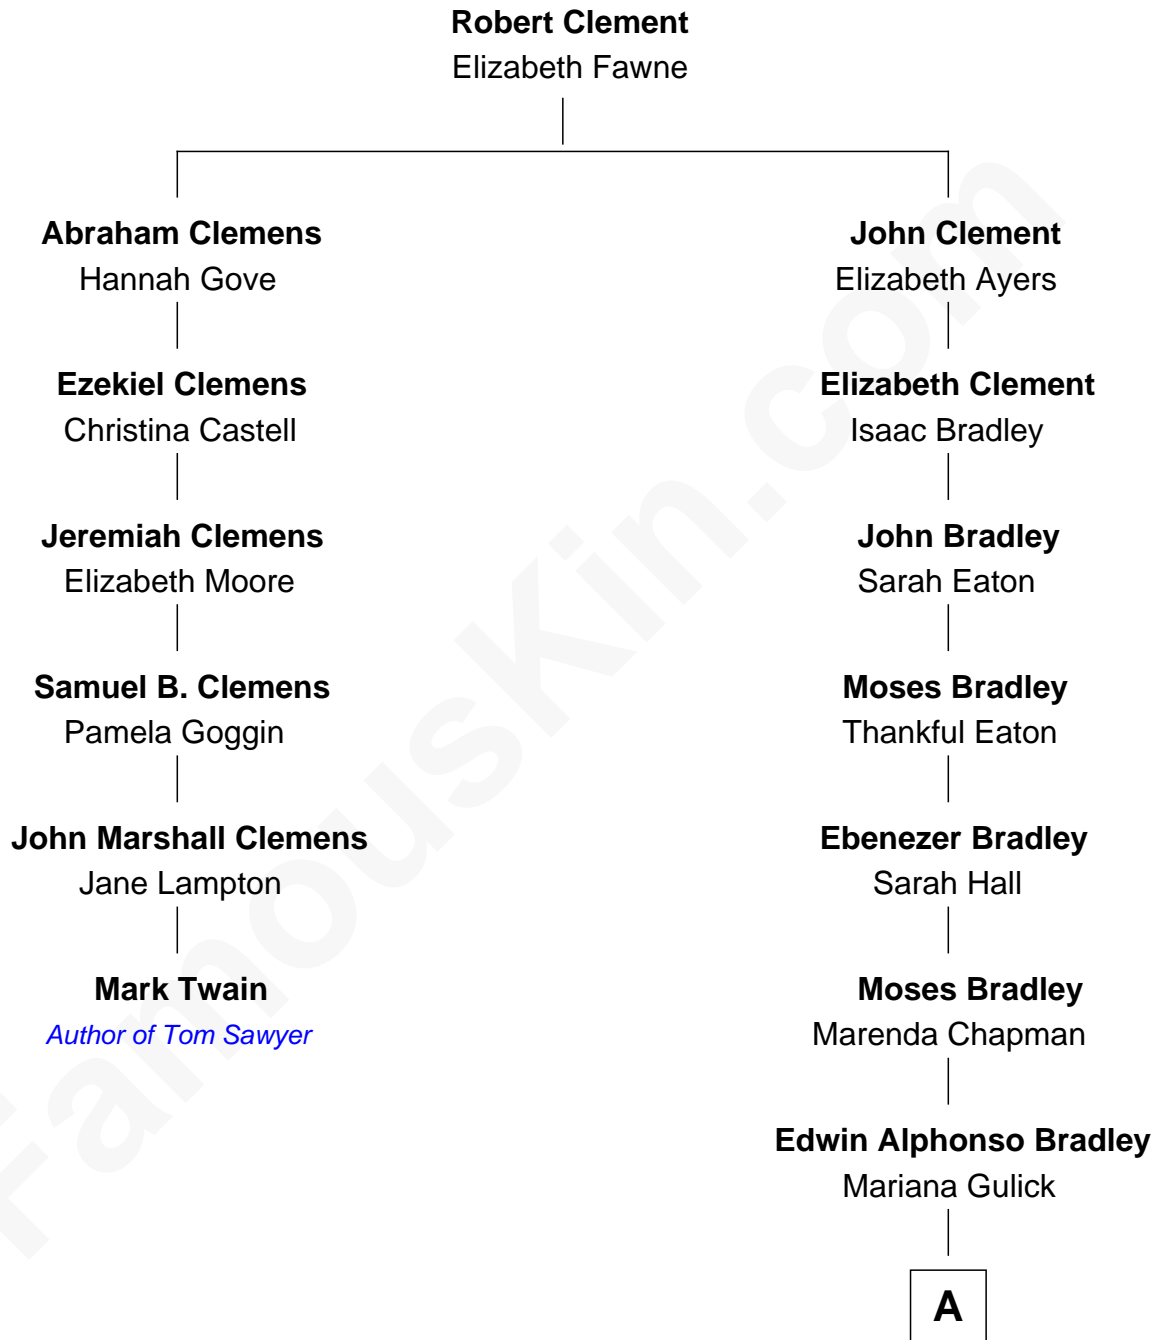 Robert Clement
Elizabeth Fawne
Abraham Clemens
Hannah Gove
Ezekiel Clemens
Christina Castell
Jeremiah Clemens
Elizabeth Moore
Samuel B. Clemens
Pamela Goggin
John Marshall Clemens
Jane Lampton
Mark Twain
Author of Tom Sawyer
John Clement
Elizabeth Ayers
Elizabeth Clement
Isaac Bradley
John Bradley
Sarah Eaton
Moses Bradley
Thankful Eaton
Ebenezer Bradley
Sarah Hall
Moses Bradley
Marenda Chapman
Edwin Alphonso Bradley
Mariana Gulick
A
FamousKin.com